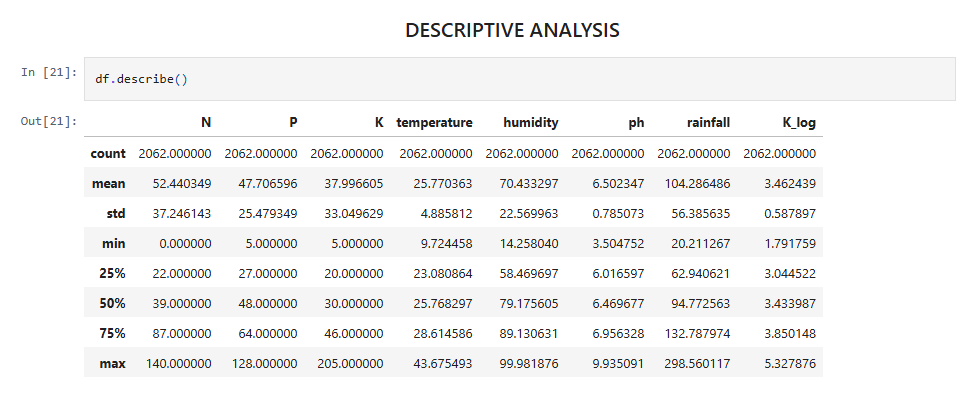 DESCRIPTIVE ANALYSIS
In [21]: df.describe()
Out[21]:
N P K temperature humidity ph rainfall K_log
count 2062.000000 2062.000000 2062.000000 2062.000000 2062.000000 2062.000000 2062.000000 2062.000000
mean 52.440349 47.706596 37.996605 25.770363 70.433297 6.502347 104.286486 3.462439
std 37.246143 25.479349 33.049629 4.885812 22.569963 0.785073 56.385635 0.587897
min 0.000000 5.000000 5.000000 9.724458 14.258040 3.504752 20.211267 1.791759
25% 22.000000 27.000000 20.000000 23.080864 58.469697 6.016597 62.940621 3.044522
50% 39.000000 48.000000 30.000000 25.768297 79.175605 6.469677 94.772563 3.433987
75% 87.000000 64.000000 46.000000 28.614586 89.130631 6.956328 132.787974 3.850148
max 140.000000 128.000000 205.000000 43.675493 99.981876 9.935091 298.560117 5.327876